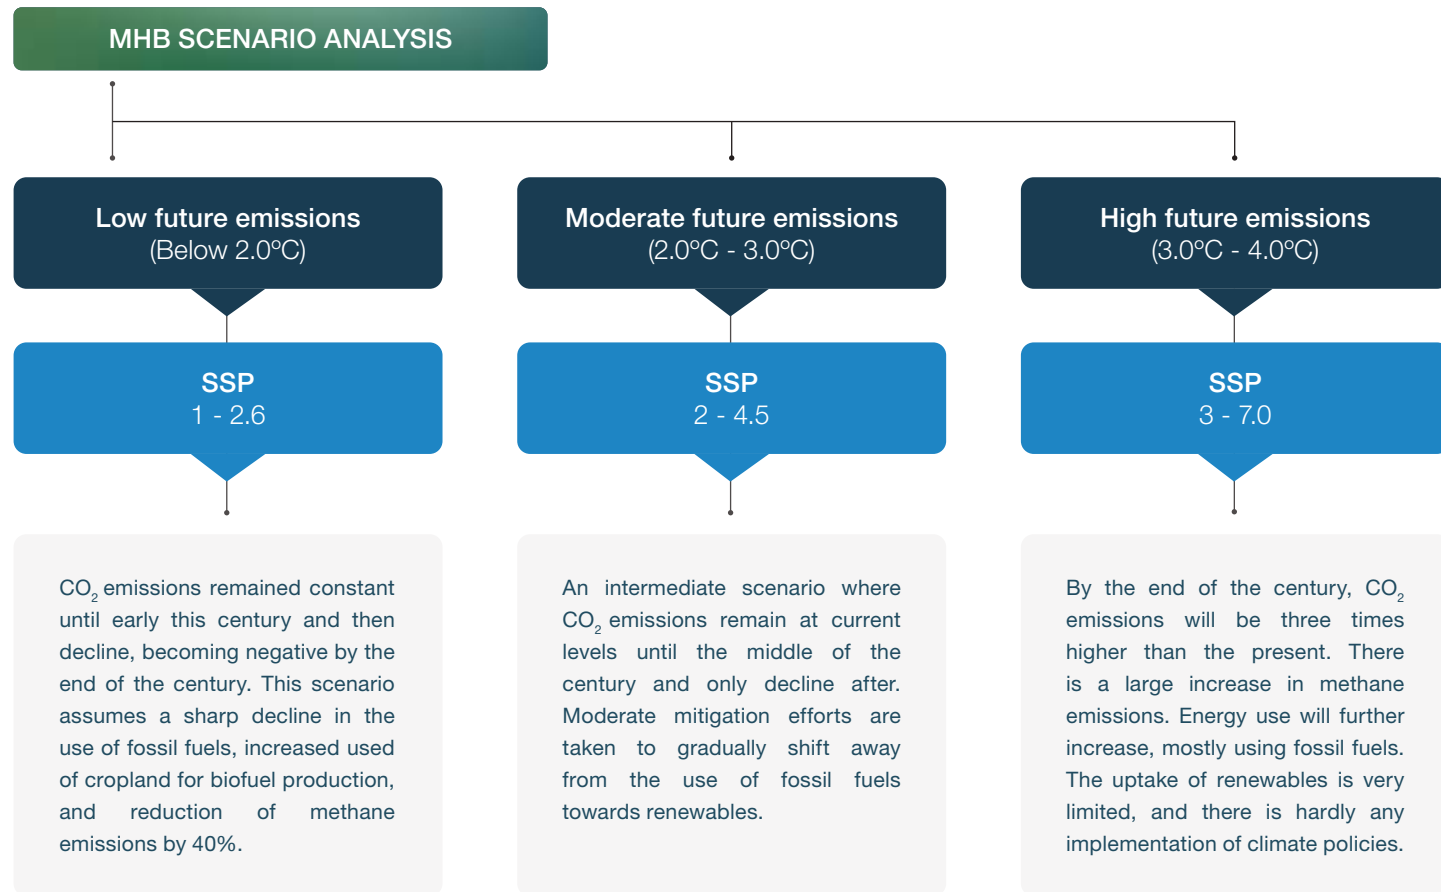 MHB SCENARIO ANALYSIS
Low future emissions
(Below 2.0ºC)
SSP
1 - 2.6
CO₂ emissions remained constant
until early this century and then
decline, becoming negative by the
end of the century. This scenario
assumes a sharp decline in the
use of fossil fuels, increased used
of cropland for biofuel production,
and reduction of methane
emissions by 40%.
Moderate future emissions
(2.0ºC - 3.0ºC)
SSP
2 - 4.5
An intermediate scenario where
CO₂ emissions remain at current
levels until the middle of the
century and only decline after.
Moderate mitigation efforts are
taken to gradually shift away
from the use of fossil fuels
towards renewables.
High future emissions
(3.0ºC - 4.0ºC)
SSP
3 - 7.0
By the end of the century, CO₂
emissions will be three times
higher than the present. There
is a large increase in methane
emissions. Energy use will further
increase, mostly using fossil fuels.
The uptake of renewables is very
limited, and there is hardly any
implementation of climate policies.